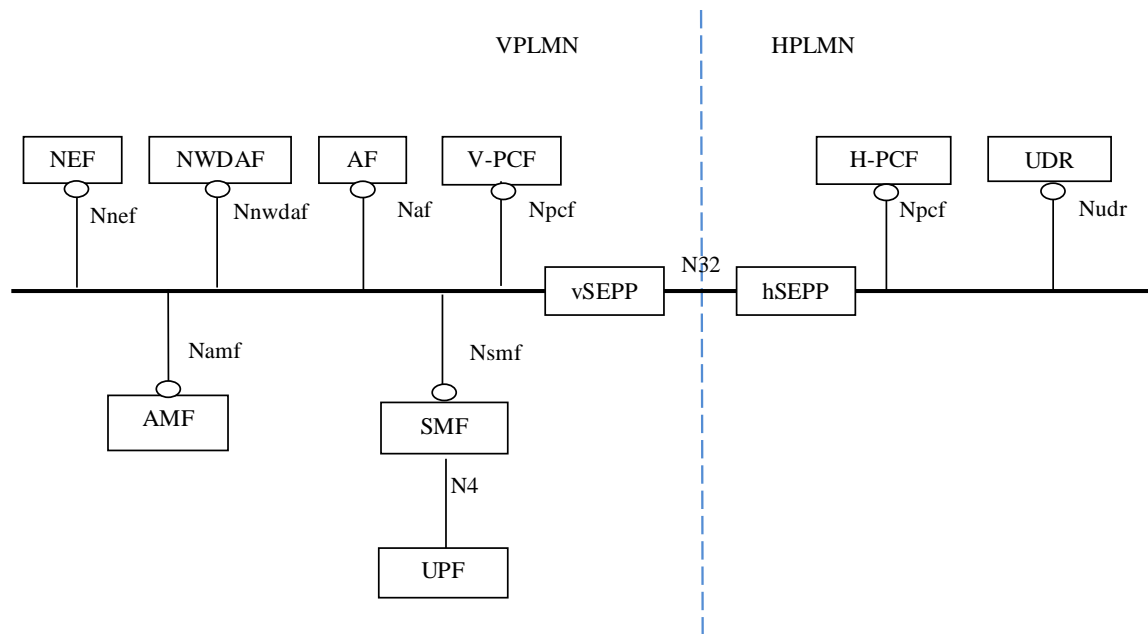 VPLMN
HPLMN
NEF
NWDAF
AF
V-PCF
H-PCF
UDR
Nnef
Nnwdaf
Naf
Npcf
Npcf
Nudr
N32
vSEPP
hSEPP
Namf
Nsmf
AMF
SMF
N4
UPF